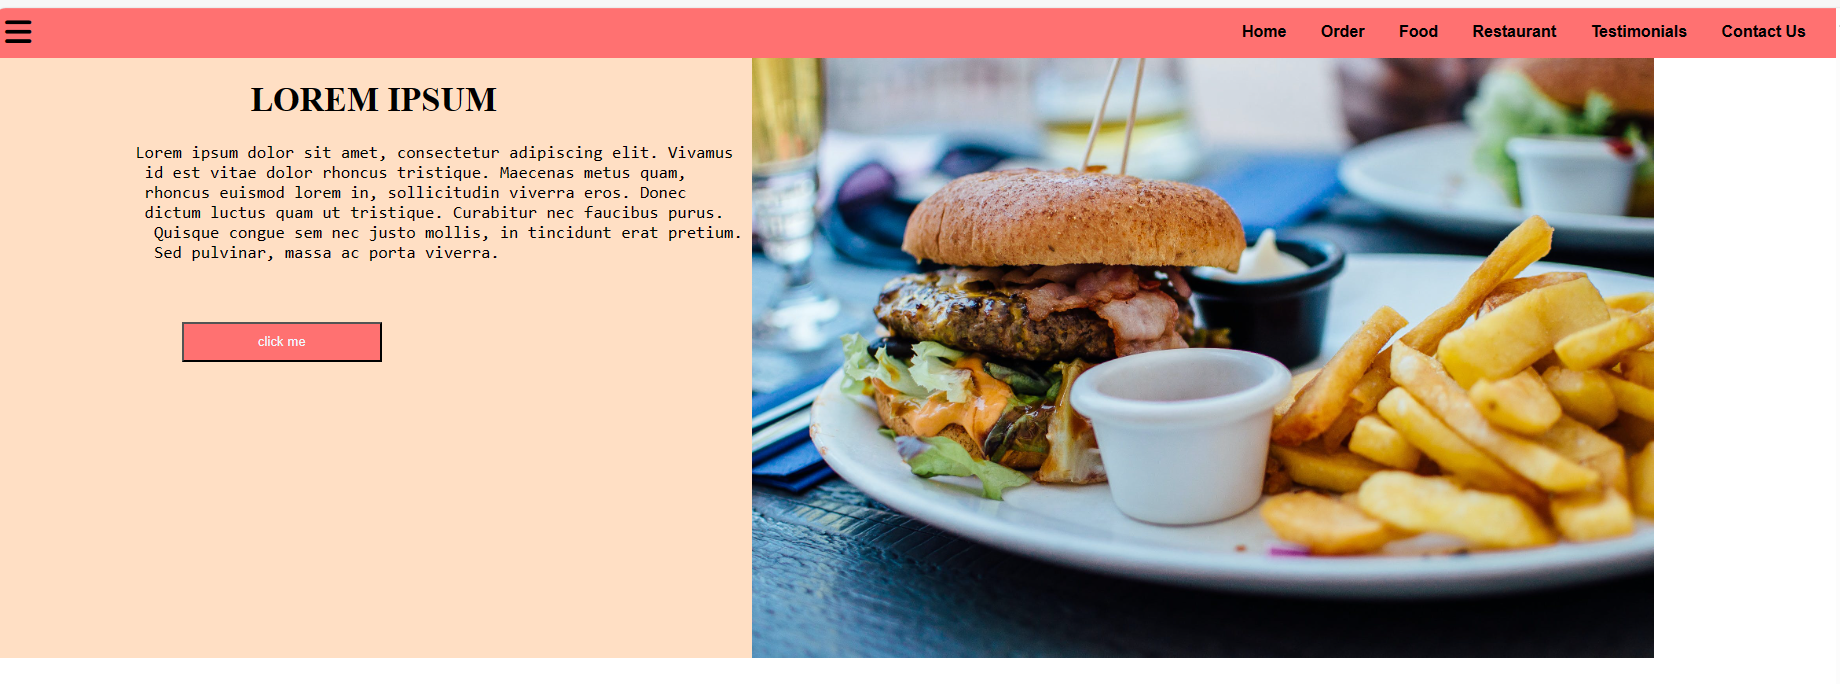 Home Order Food Restaurant Testimonials Contact Us
LOREM IPSUM
Lorem ipsum dolor sit amet, consectetur adipiscing elit. Vivamus
id est vitae dolor rhoncus tristique. Maecenas metus quam,
rhoncus euismod lorem in, sollicitudin viverra eros. Donec
dictum luctus quam ut tristique. Curabitur nec faucibus purus.
Quisque congue sem nec justo mollis, in tincidunt erat pretium.
Sed pulvinar, massa ac porta viverra.
click me